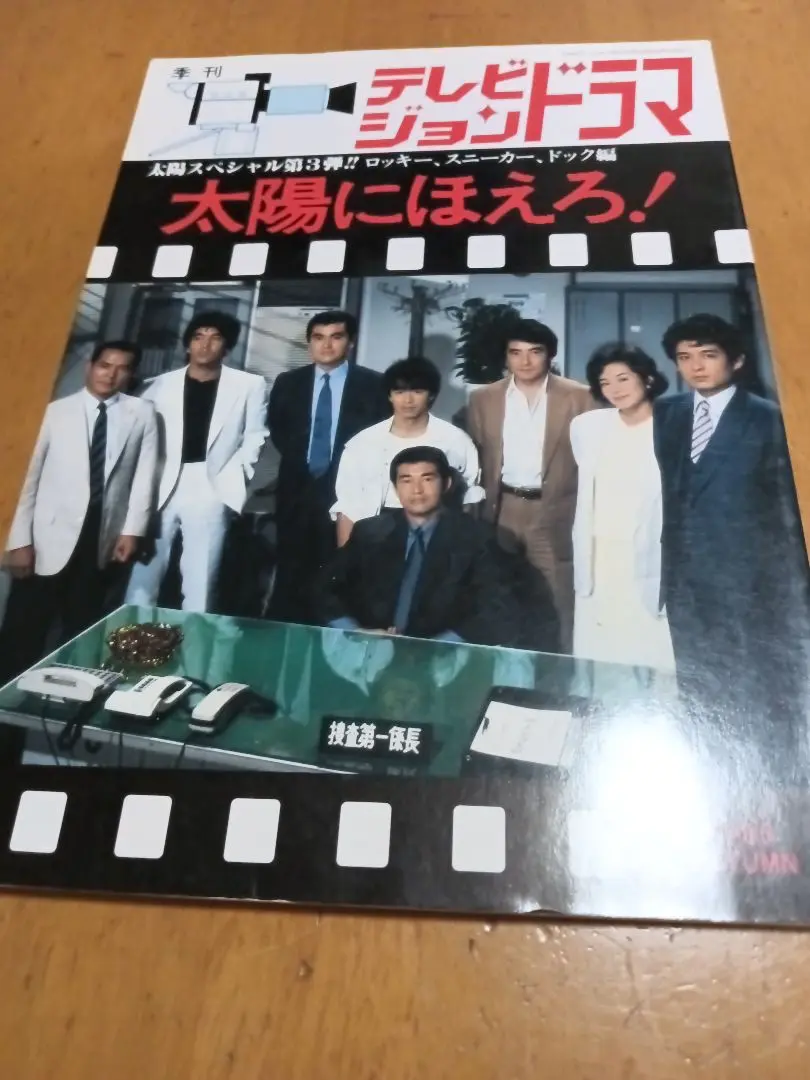 季刊
テレビ
ジョンドラマ
太陽スペシャル第3弾!! ロッキー、スニーカー、ドック編
太陽にほえろ!
捜査第一係長